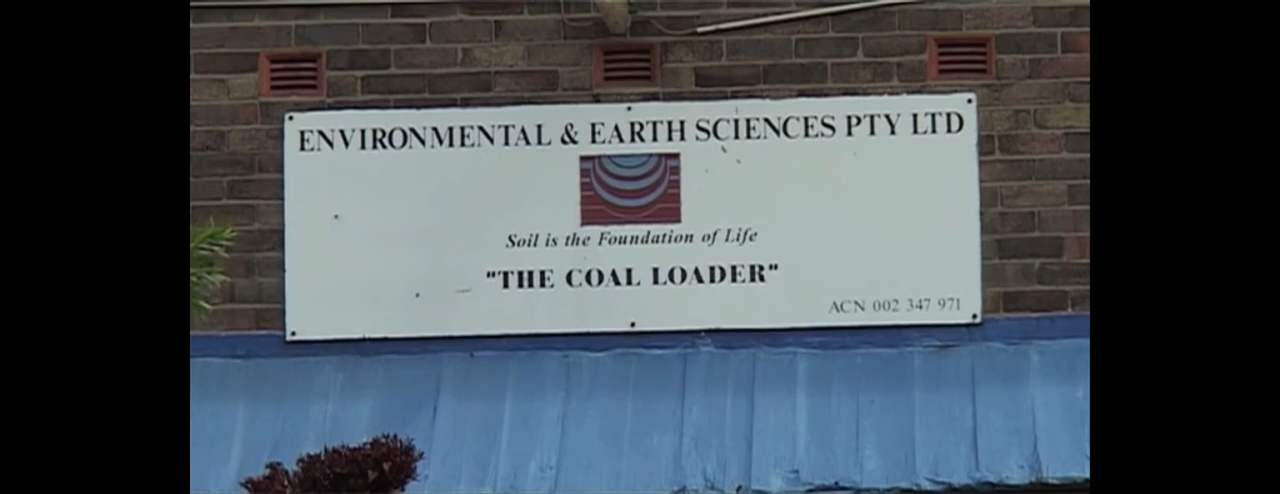 ENVIRONMENTAL & EARTH SCIENCES PTY LTD
Soil is the Foundation of Life
"THE COAL LOADER"
ACN 002 347 971